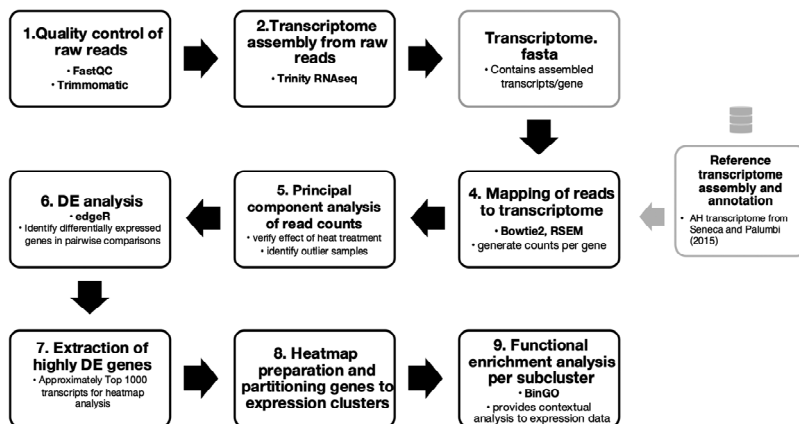 1.Quality control of
raw reads
• FastQC
• Trimmomatic
2.Transcriptome
assembly from raw
reads
• Trinity RNAseq
Transcriptome.
fasta
• Contains assembled
transcripts/gene
Reference
transcriptome
assembly and
annotation
• AH transcriptome from
Seneca and Palumbi
(2015)
4. Mapping of reads
to transcriptome
• Bowtie2, RSEM
• generate counts per gene
5. Principal
component analysis
of read counts
• verify effect of heat treatment
• identify outlier samples
6. DE analysis
• edgeR
• Identify differentially expressed
genes in pairwise comparisons
7. Extraction of
highly DE genes
• Approximately Top 1000
transcripts for heatmap
analysis
8. Heatmap
preparation and
partitioning genes to
expression clusters
9. Functional
enrichment analysis
per subcluster
• BinGO
• provides contextual
analysis to expression data